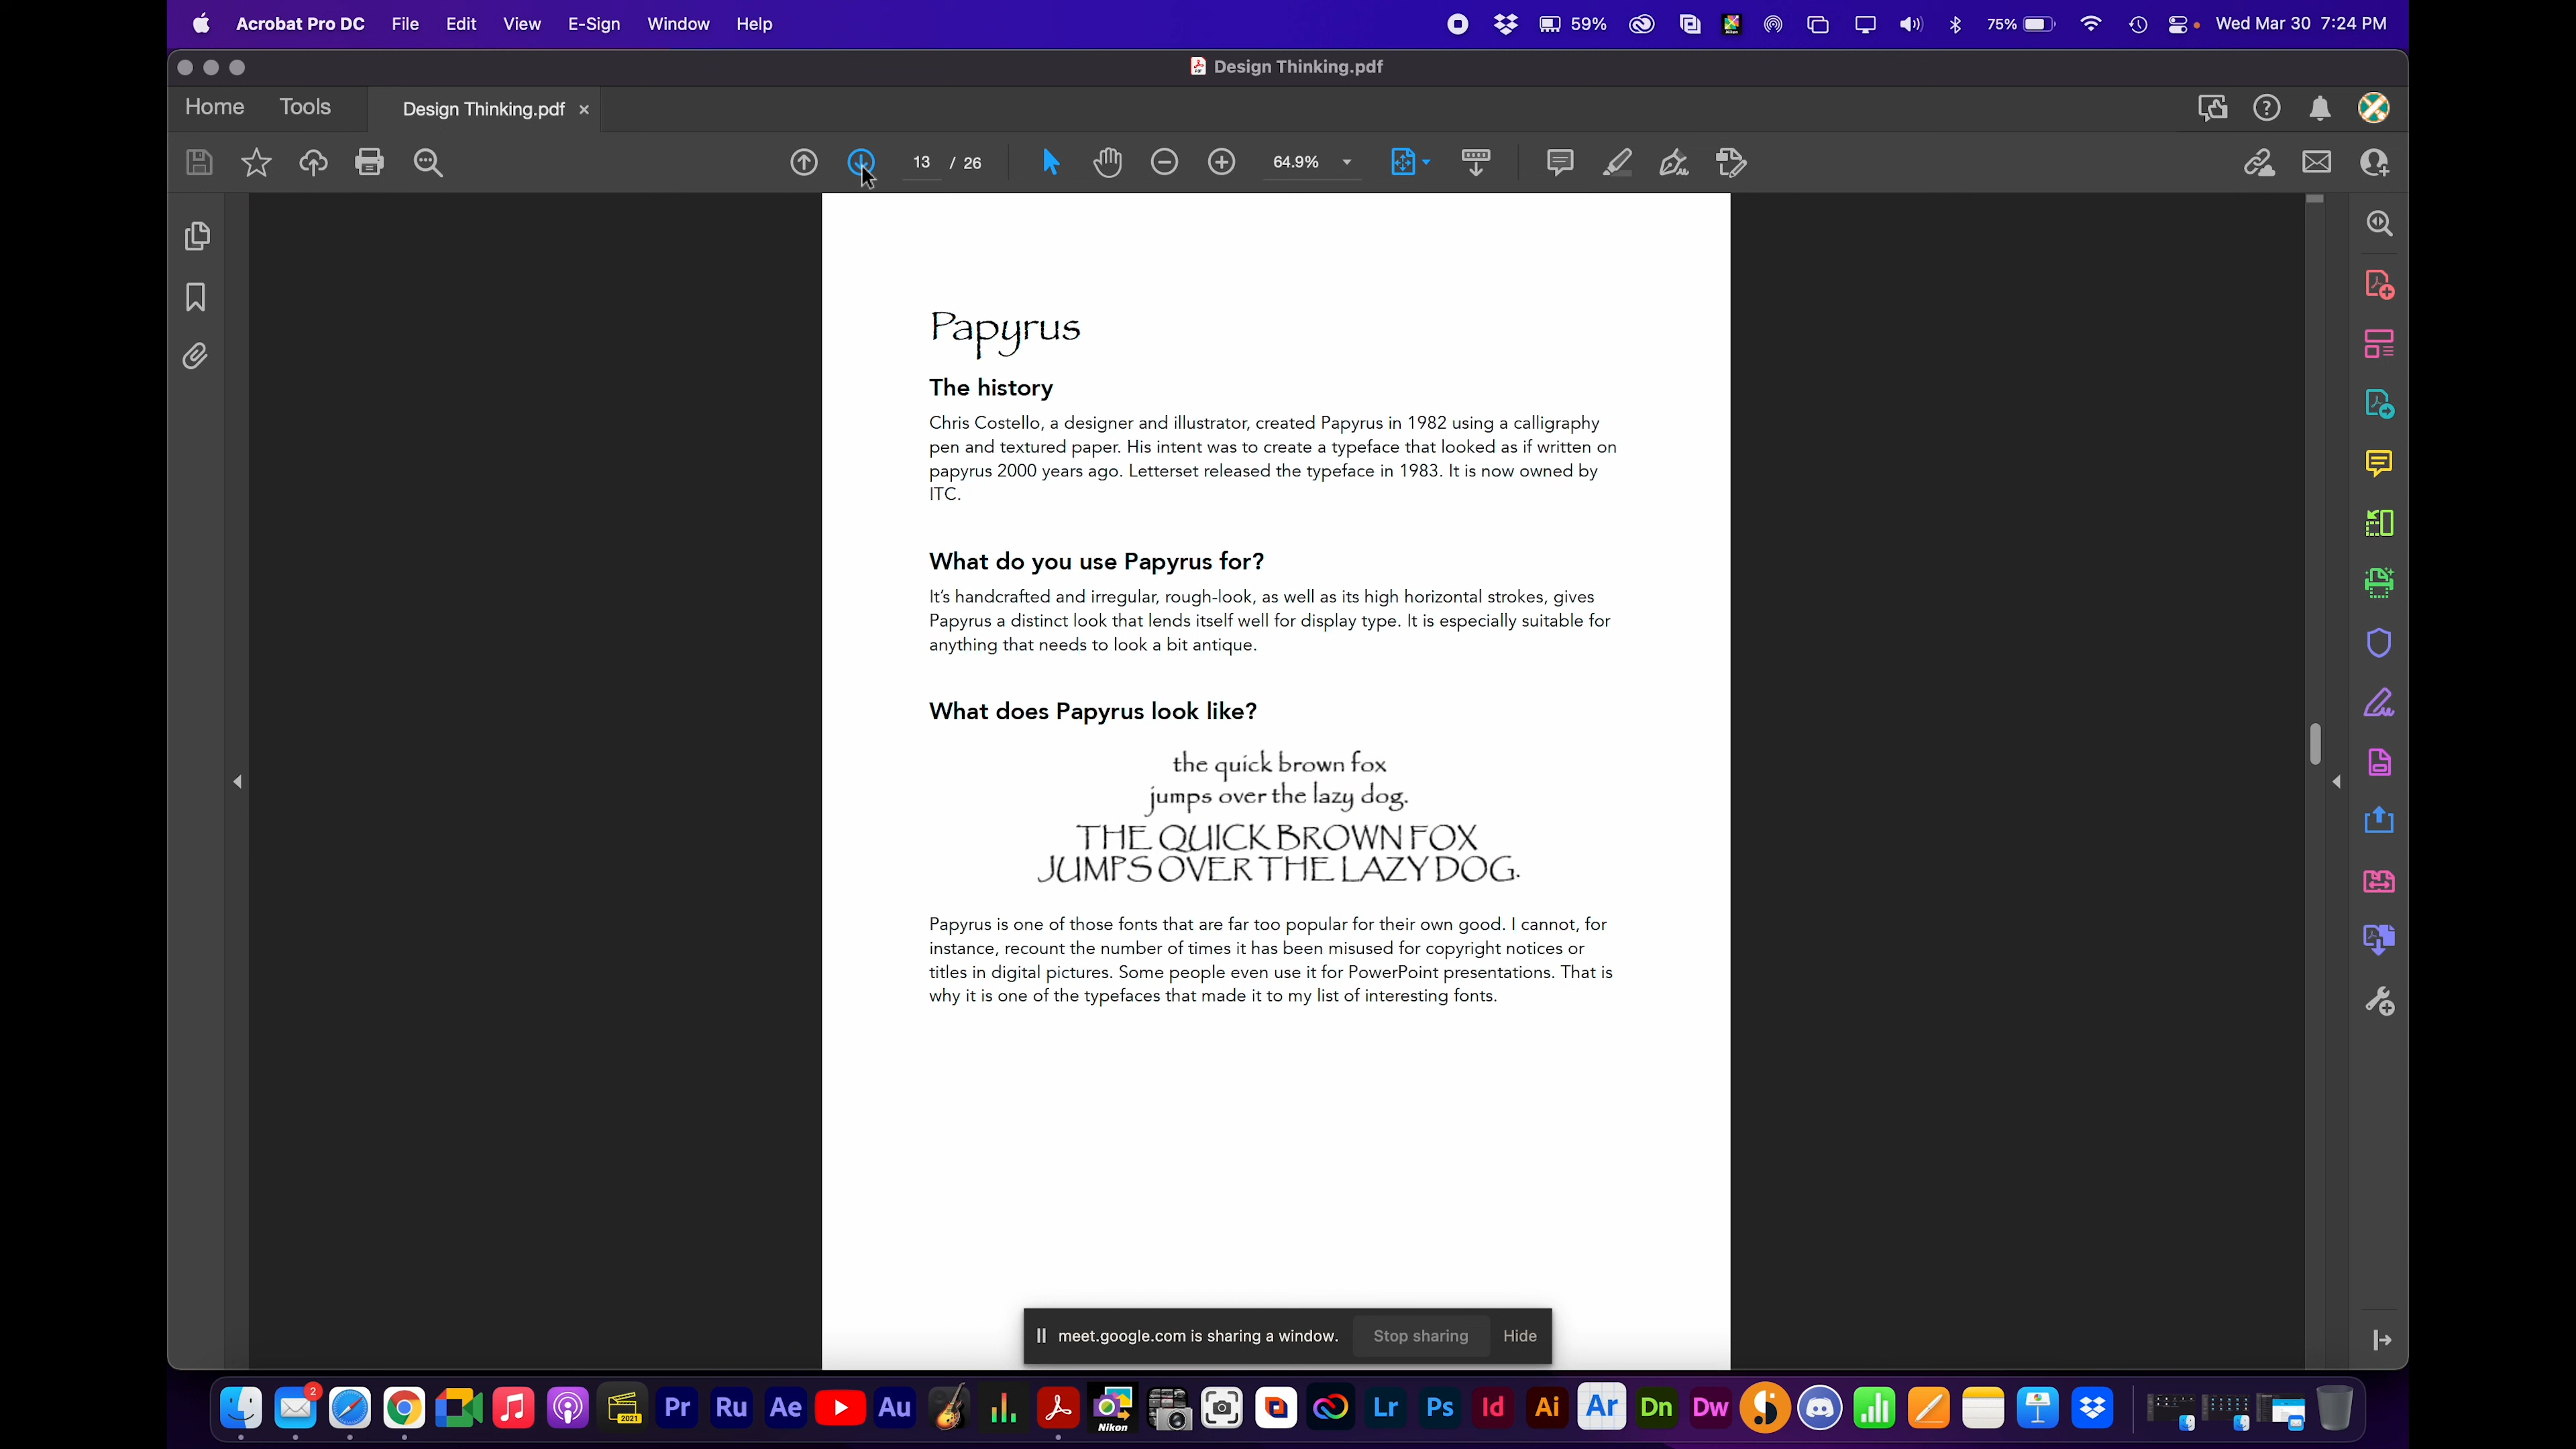 Acrobat Pro DC File Edit View E-Sign Window Help 59% 75% Wed Mar 30 7:24 PM
Design Thinking.pdf
Home Tools Design Thinking.pdf ×
13 / 26 64.9%
Papyrus
The history
Chris Costello, a designer and illustrator, created Papyrus in 1982 using a calligraphy
pen and textured paper. His intent was to create a typeface that looked as if written on
papyrus 2000 years ago. Letterset released the typeface in 1983. It is now owned by
ITC.
What do you use Papyrus for?
It's handcrafted and irregular, rough-look, as well as its high horizontal strokes, gives
Papyrus a distinct look that lends itself well for display type. It is especially suitable for
anything that needs to look a bit antique.
What does Papyrus look like?
the quick brown fox
jumps over the lazy dog.
THE QUICK BROWN FOX
JUMPS OVER THE LAZY DOG.
Papyrus is one of those fonts that are far too popular for their own good. I cannot, for
instance, recount the number of times it has been misused for copyright notices or
titles in digital pictures. Some people even use it for PowerPoint presentations. That is
why it is one of the typefaces that made it to my list of interesting fonts.
meet.google.com is sharing a window. Stop sharing Hide
2 2021 Pr Ru Ae Au Nikon Lr Ps Id Ai Ar Dn Dw